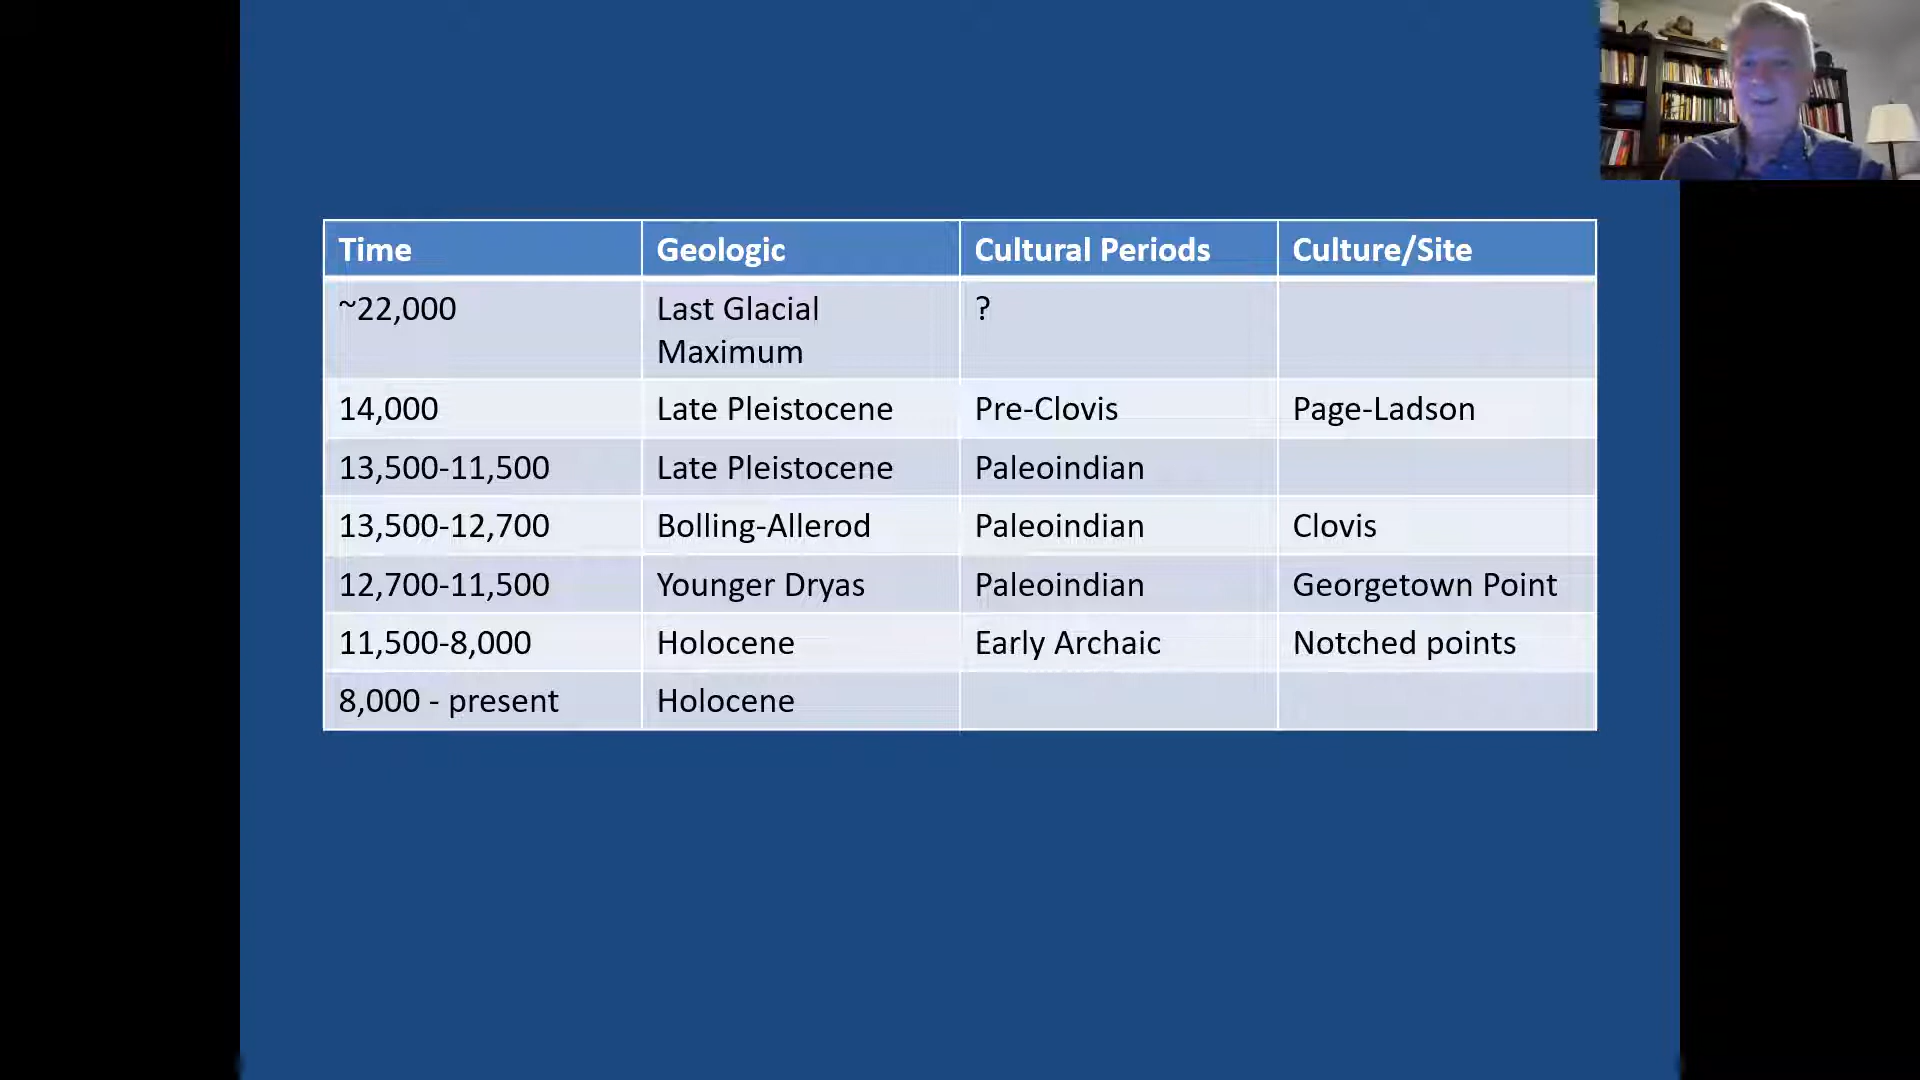 Time Geologic Cultural Periods Culture/Site
~22,000 Last Glacial Maximum ?
14,000 Late Pleistocene Pre-Clovis Page-Ladson
13,500-11,500 Late Pleistocene Paleoindian
13,500-12,700 Bolling-Allerod Paleoindian Clovis
12,700-11,500 Younger Dryas Paleoindian Georgetown Point
11,500-8,000 Holocene Early Archaic Notched points
8,000 - present Holocene